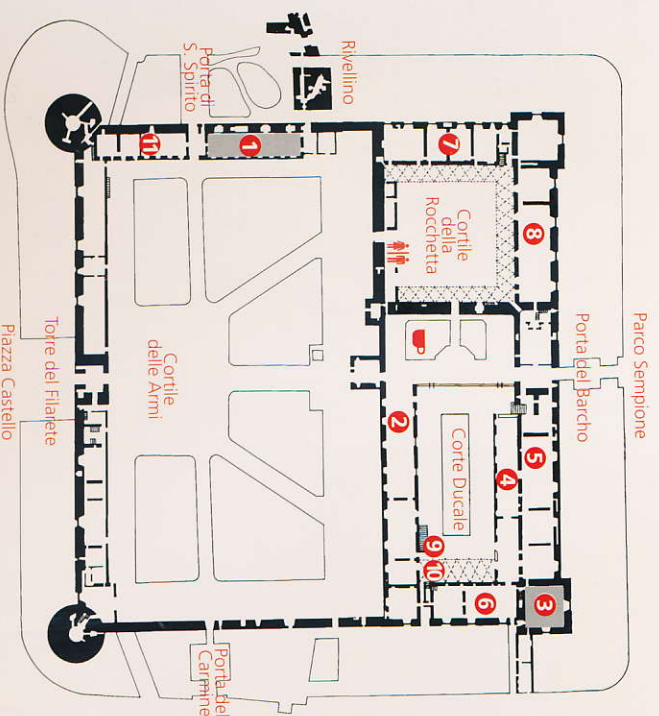 Parco Sempione
Porta del Barcho
8
5
3
4
6
7
Cortile
della
Rocchetta
Corte Ducale
9
10
2
Rivellino
1
Porta di
S. Spirito
Porta del
Carmine
11
Cortile
delle Armi
Torre del Filarete
Piazza Castello